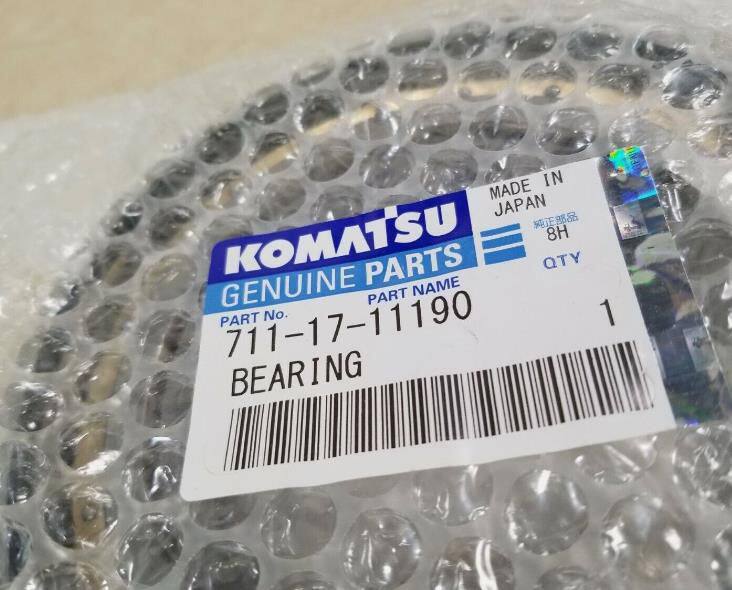 KOMATSU
GENUINE PARTS
MADE IN
JAPAN
純正部品
8H
QTY
PART No.
PART NAME
711-17-11190
1
BEARING